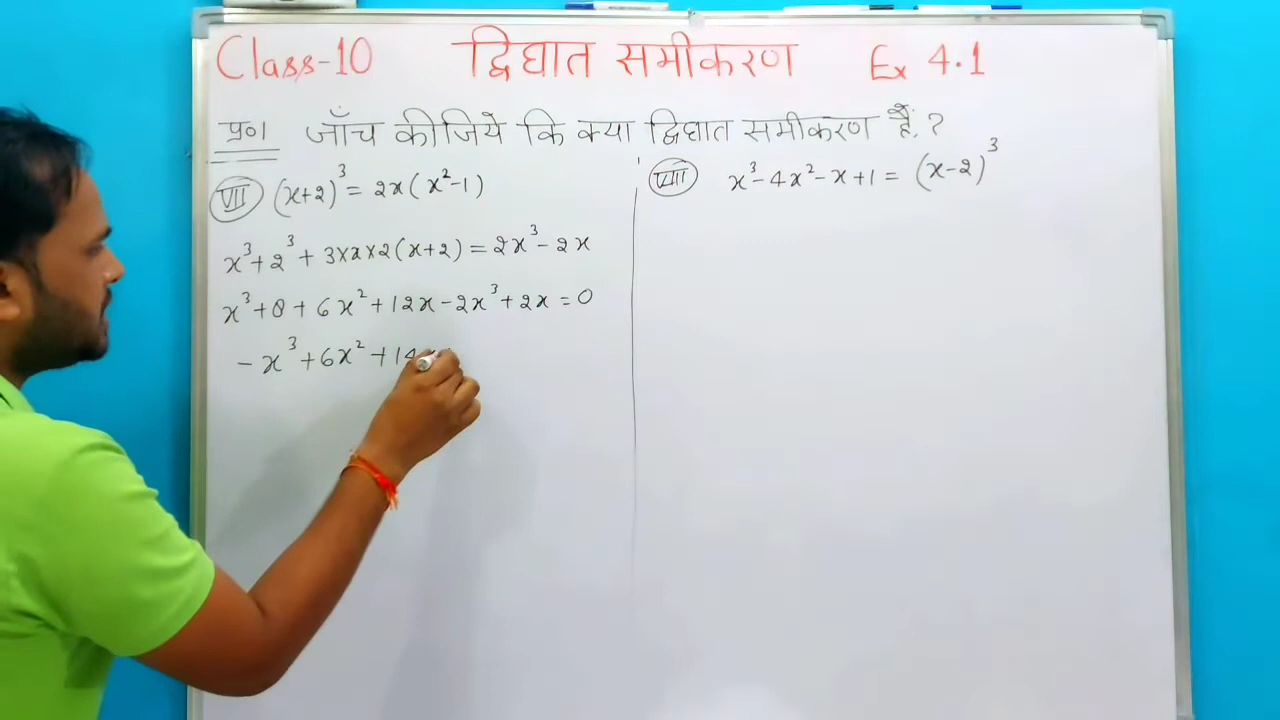 Class-10 द्विघात समीकरण Ex 4.1
प्र०1 जाँच कीजिये कि क्या द्विघात समीकरण हैं.?
VII (x+2)³ = 2x(x²-1)
x³+2³+3×x×2(x+2)=2x³-2x
x³+8+6x²+12x-2x³+2x=0
-x³+6x²+14
VIII x³-4x²-x+1=(x-2)³